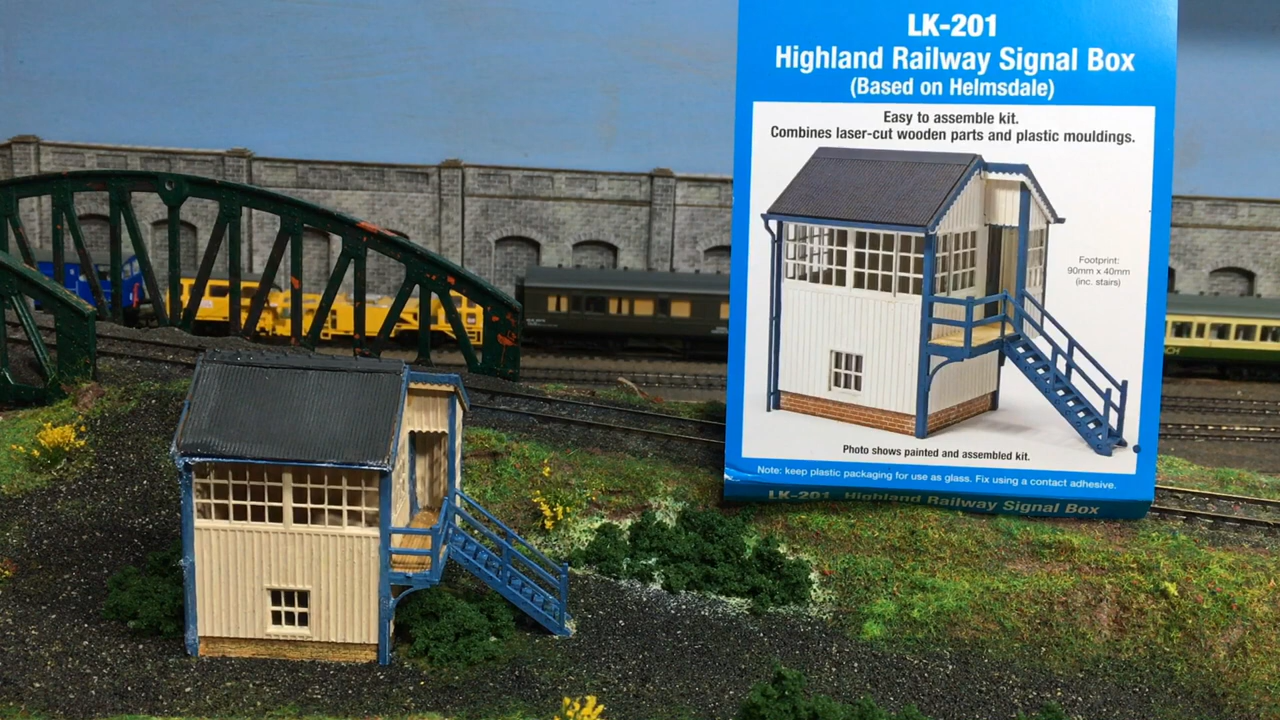 LK-201
Highland Railway Signal Box
(Based on Helmsdale)
Easy to assemble kit.
Combines laser-cut wooden parts and plastic mouldings.
Footprint:
90mm x 40mm
(inc. stairs)
Photo shows painted and assembled kit.
Note: keep plastic packaging for use as glass. Fix using a contact adhesive.
LK-201 Highland Railway Signal Box